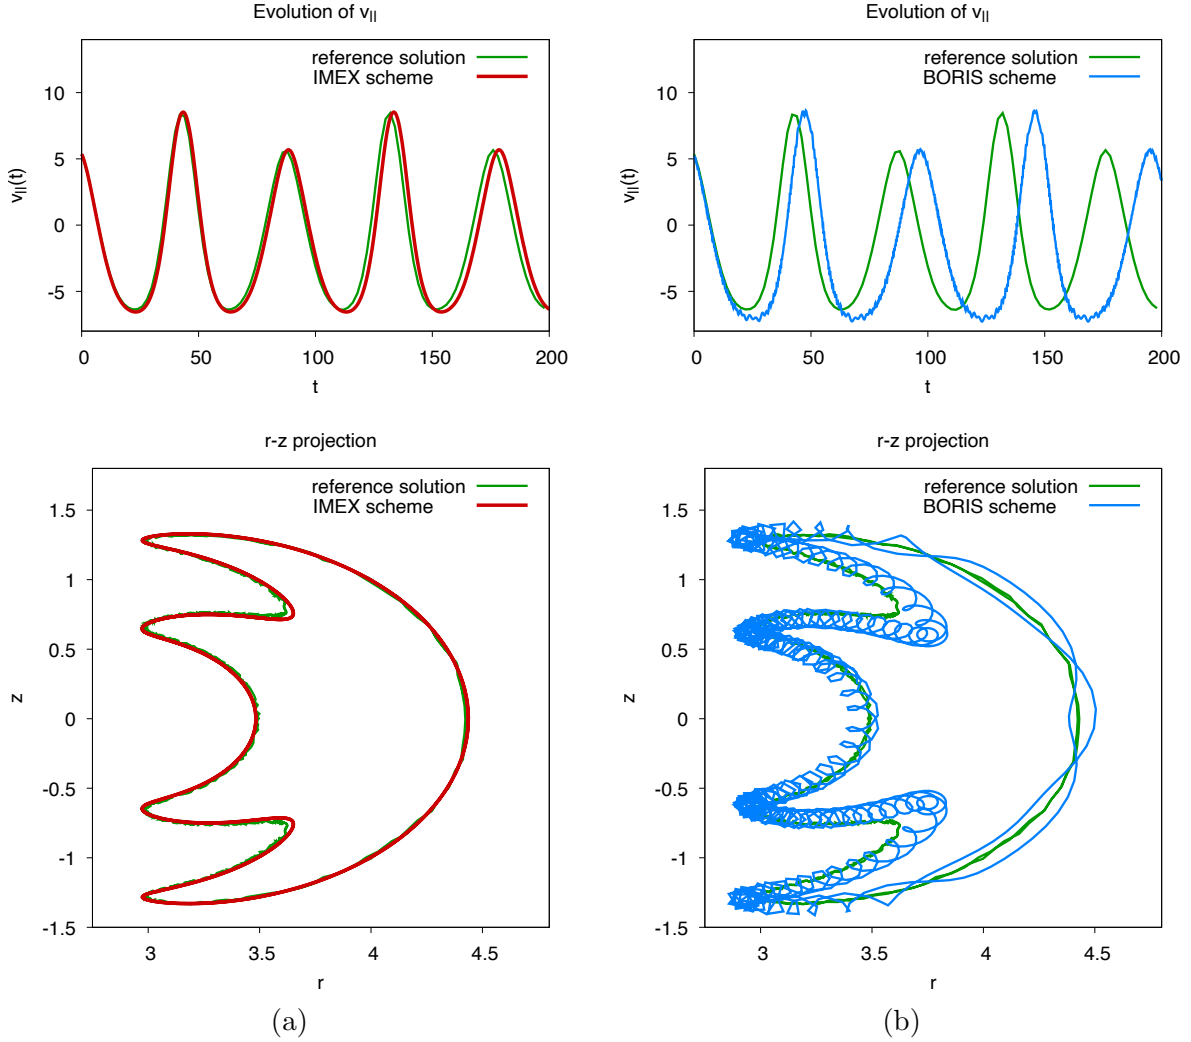 Evolution of v||
reference solution
IMEX scheme
10
5
0
-5
v||(t)
0 50 100 150 200
t
Evolution of v||
reference solution
BORIS scheme
10
5
0
-5
v||(t)
0 50 100 150 200
t
r-z projection
reference solution
IMEX scheme
1.5
1
0.5
0
-0.5
-1
-1.5
z
3 3.5 4 4.5
r
(a)
r-z projection
reference solution
BORIS scheme
1.5
1
0.5
0
-0.5
-1
-1.5
z
3 3.5 4 4.5
r
(b)